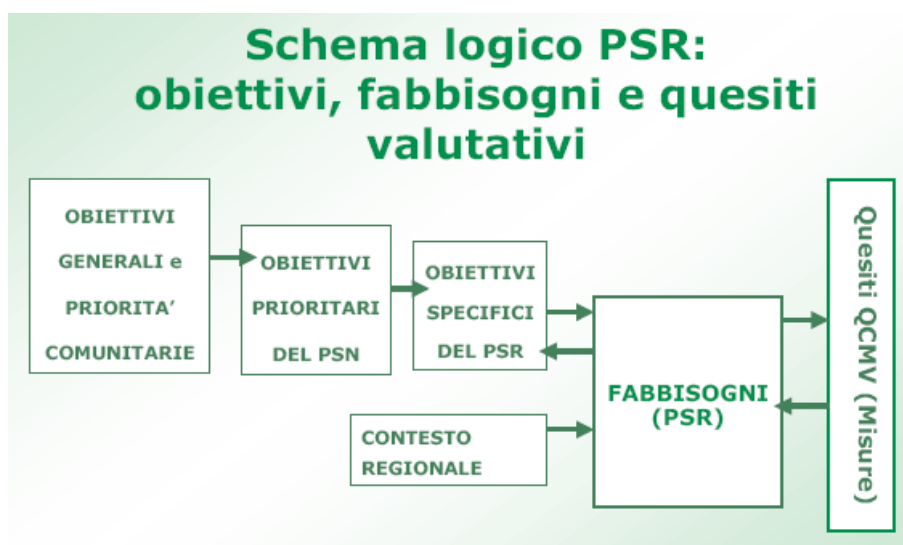 Schema logico PSR:
obiettivi, fabbisogni e quesiti
valutativi
OBIETTIVI
GENERALI e
PRIORITA’
COMUNITARIE
OBIETTIVI
PRIORITARI
DEL PSN
OBIETTIVI
SPECIFICI
DEL PSR
CONTESTO
REGIONALE
FABBISOGNI
(PSR)
Quesiti QCMV (Misure)